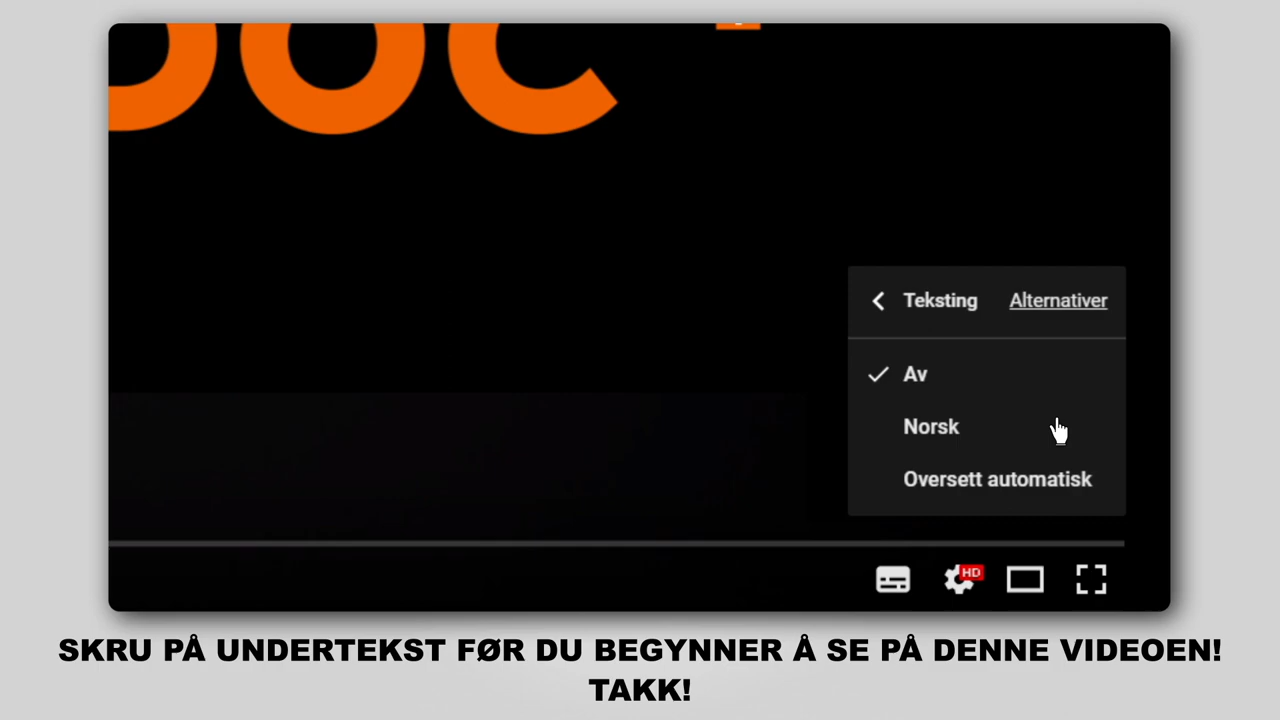 Teksting Alternativer
Av
Norsk
Oversett automatisk
HD
SKRU PÅ UNDERTEKST FØR DU BEGYNNER Å SE PÅ DENNE VIDEOEN!
TAKK!